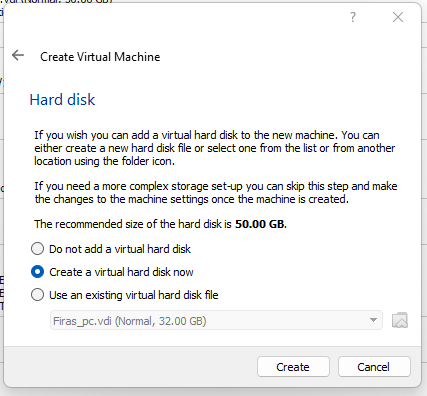 Create Virtual Machine
Hard disk
If you wish you can add a virtual hard disk to the new machine. You can
either create a new hard disk file or select one from the list or from another
location using the folder icon.
If you need a more complex storage set-up you can skip this step and make
the changes to the machine settings once the machine is created.
The recommended size of the hard disk is 50.00 GB.
Do not add a virtual hard disk
Create a virtual hard disk now
Use an existing virtual hard disk file
Firas_pc.vdi (Normal, 32.00 GB)
Create Cancel